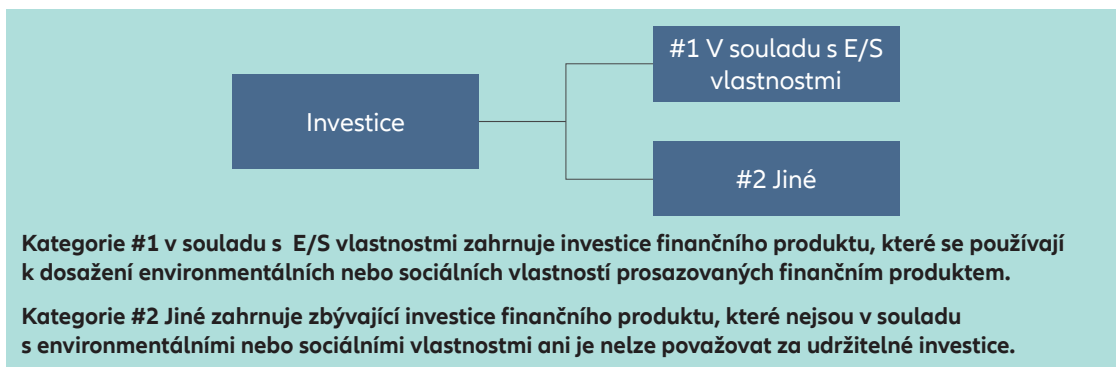 #1 V souladu s E/S
vlastnostmi
Investice
#2 Jiné
Kategorie #1 v souladu s  E/S vlastnostmi zahrnuje investice finančního produktu, které se používají
k dosažení environmentálních nebo sociálních vlastností prosazovaných finančním produktem.
Kategorie #2 Jiné zahrnuje zbývající investice finančního produktu, které nejsou v souladu
s environmentálními nebo sociálními vlastnostmi ani je nelze považovat za udržitelné investice.